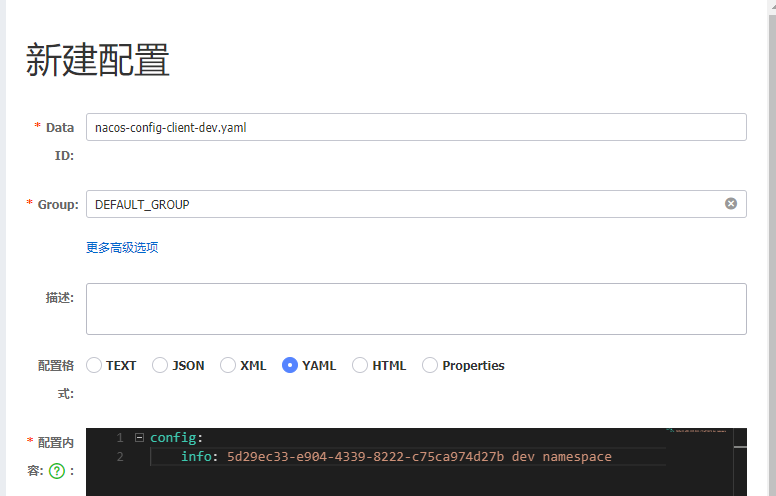 新建配置
* Data ID:
nacos-config-client-dev.yaml
* Group:
DEFAULT_GROUP
更多高级选项
描述:
配置格式:
TEXT JSON XML YAML HTML Properties
* 配置内容: ? :
1 config:
2 info: 5d29ec33-e904-4339-8222-c75ca974d27b dev namespace